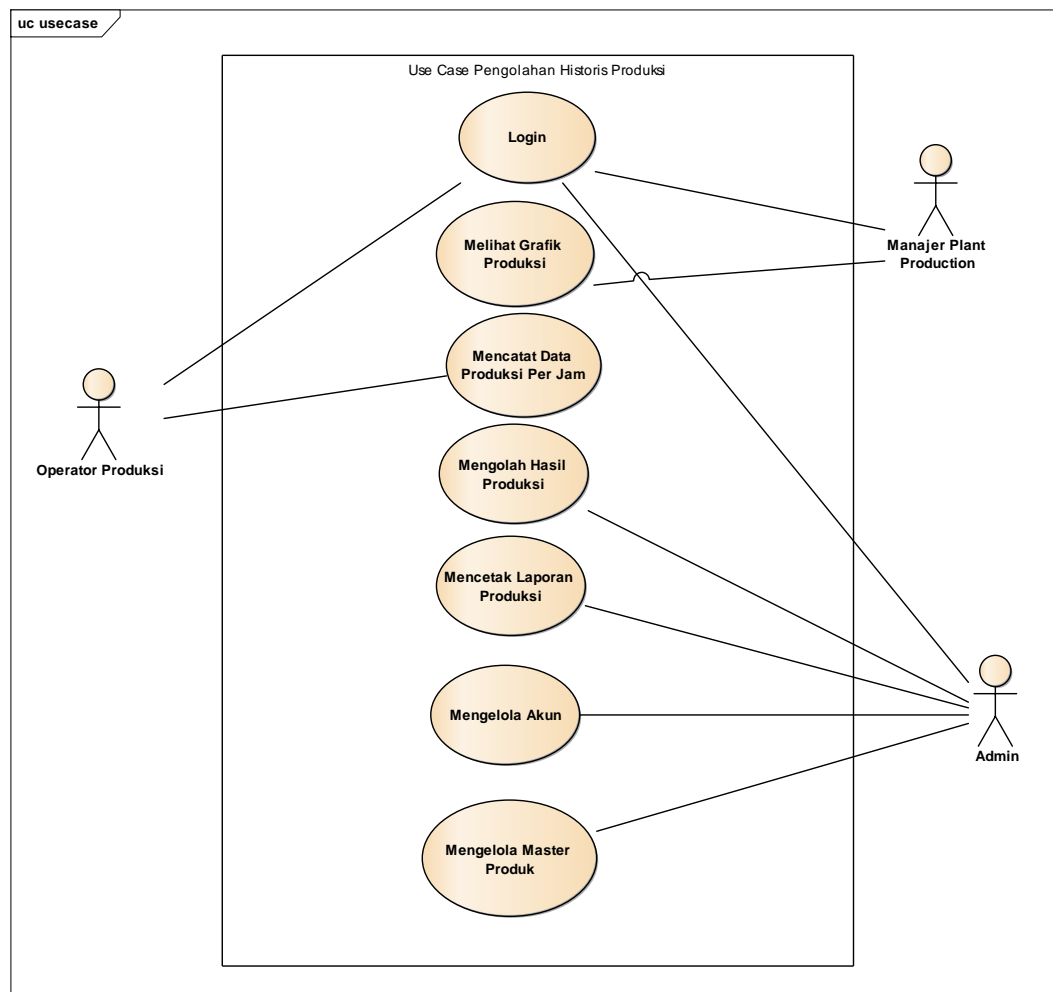 uc usecase
Use Case Pengolahan Historis Produksi
Login
Melihat Grafik
Produksi
Manajer Plant
Production
Mencatat Data
Produksi Per Jam
Operator Produksi
Mengolah Hasil
Produksi
Mencetak Laporan
Produksi
Mengelola Akun
Admin
Mengelola Master
Produk